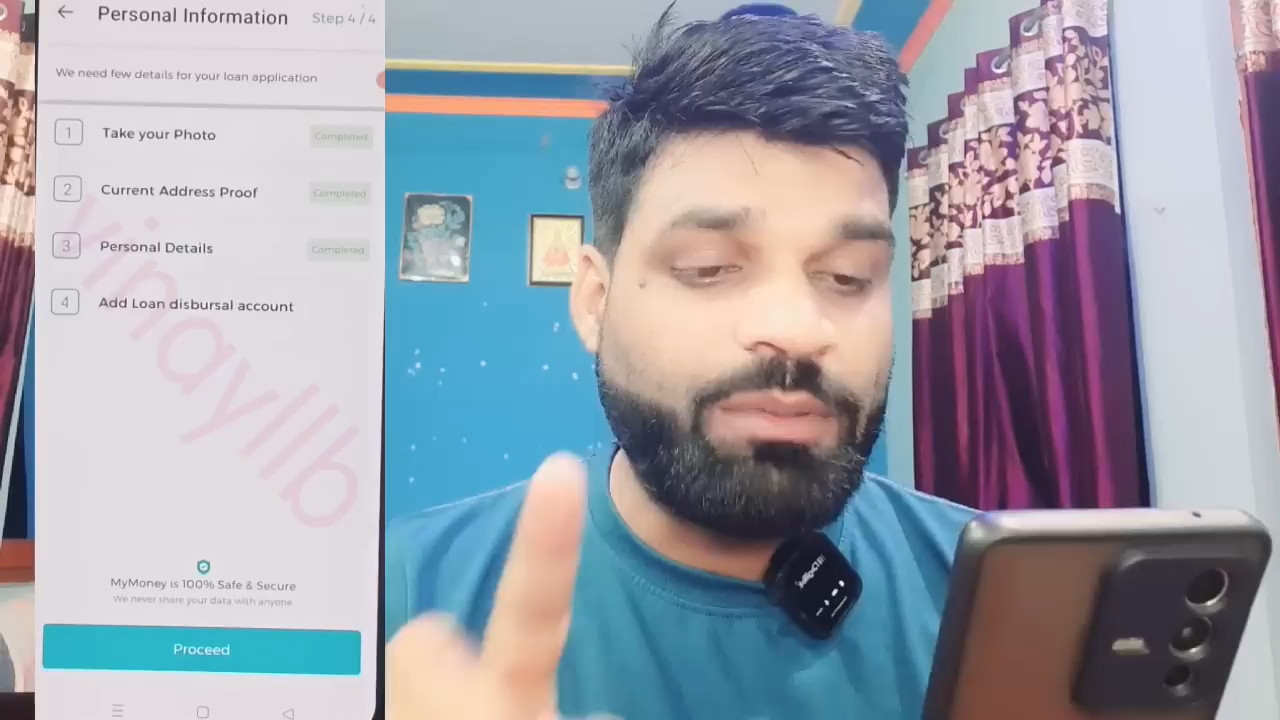 Personal Information
Step 4/4
We need few details for your loan application
1 Take your Photo Completed
2 Current Address Proof Completed
3 Personal Details Completed
4 Add Loan disbursal account
vinayllb
MyMoney is 100% Safe & Secure
We never share your data with anyone
Proceed